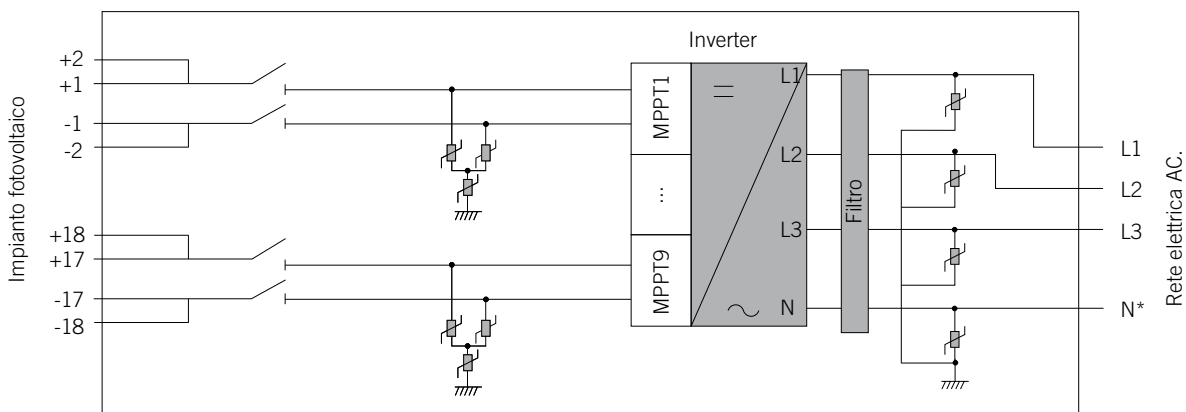 Impianto fotovoltaico
+2
+1
-1
-2
+18
+17
-17
-18
Inverter
MPPT1
...
MPPT9
L1
L2
L3
N
Filtro
L1
L2
L3
N*
Rete elettrica AC.